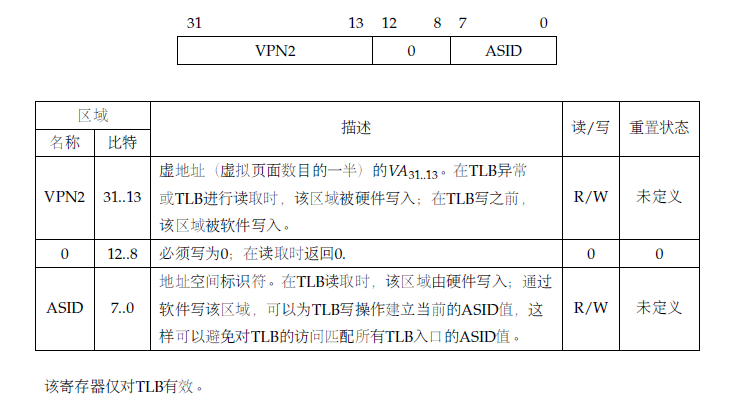 31 13 12 8 7 0
VPN2 0 ASID
区域 描述 读/写 重置状态
名称 比特
VPN2 31..13 虚地址（虚拟页面数目的一半）的VA31..13。在TLB异常
或TLB进行读取时，该区域被硬件写入；在TLB写之前，
该区域被软件写入。 R/W 未定义
0 12..8 必须写为0；在读取时返回0. 0 0
ASID 7..0 地址空间标识符。在TLB读取时，该区域由硬件写入；通过
软件写该区域，可以为TLB写操作建立当前的ASID值，这
样可以避免对TLB的访问匹配所有TLB入口的ASID值。 R/W 未定义
该寄存器仅对TLB有效。